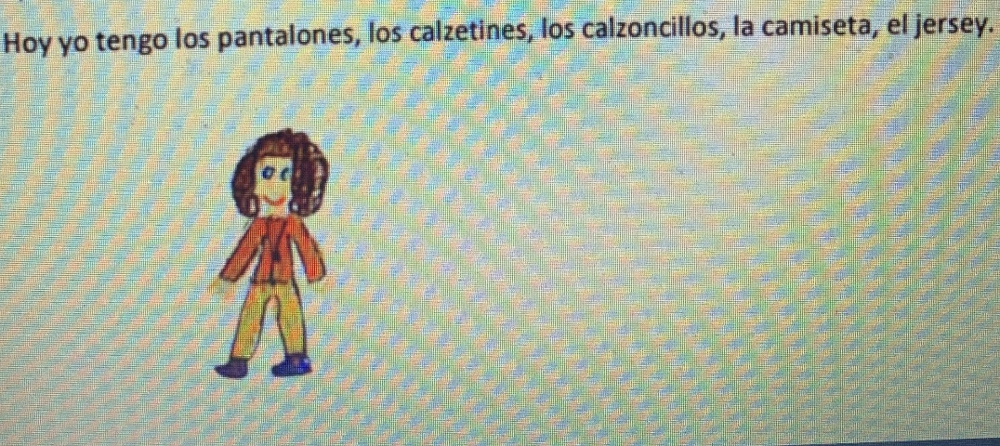 Hoy yo tengo los pantalones, los calzetines, los calzoncillos, la camiseta, el jersey.